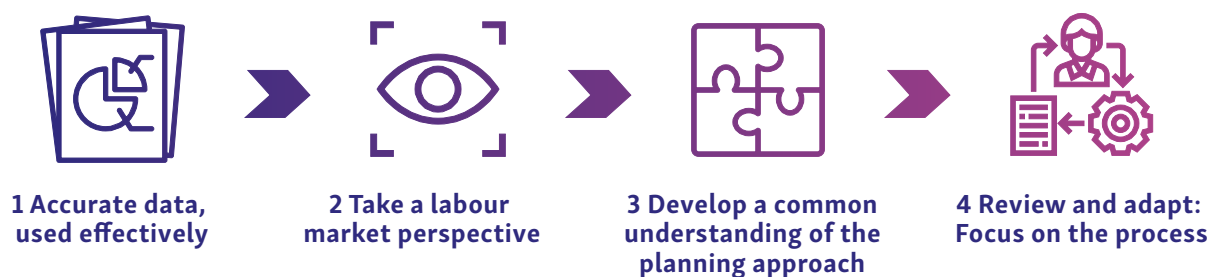 1 Accurate data,
used effectively
2 Take a labour
market perspective
3 Develop a common
understanding of the
planning approach
4 Review and adapt:
Focus on the process